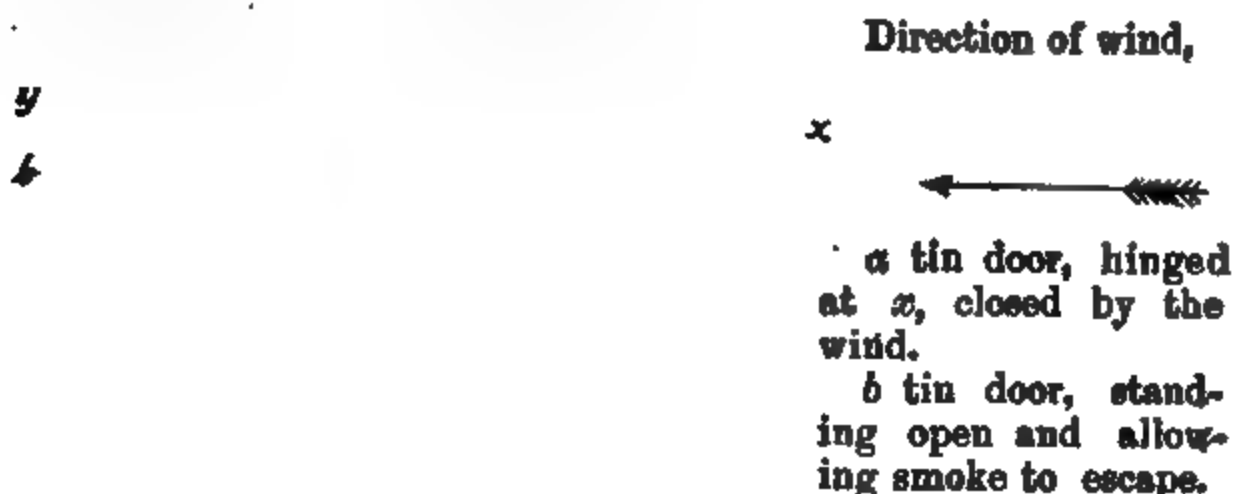 Direction of wind,
y
x
b
a tin door, hinged
at x, closed by the
wind.
b tin door, stand-
ing open and allow-
ing smoke to escape.